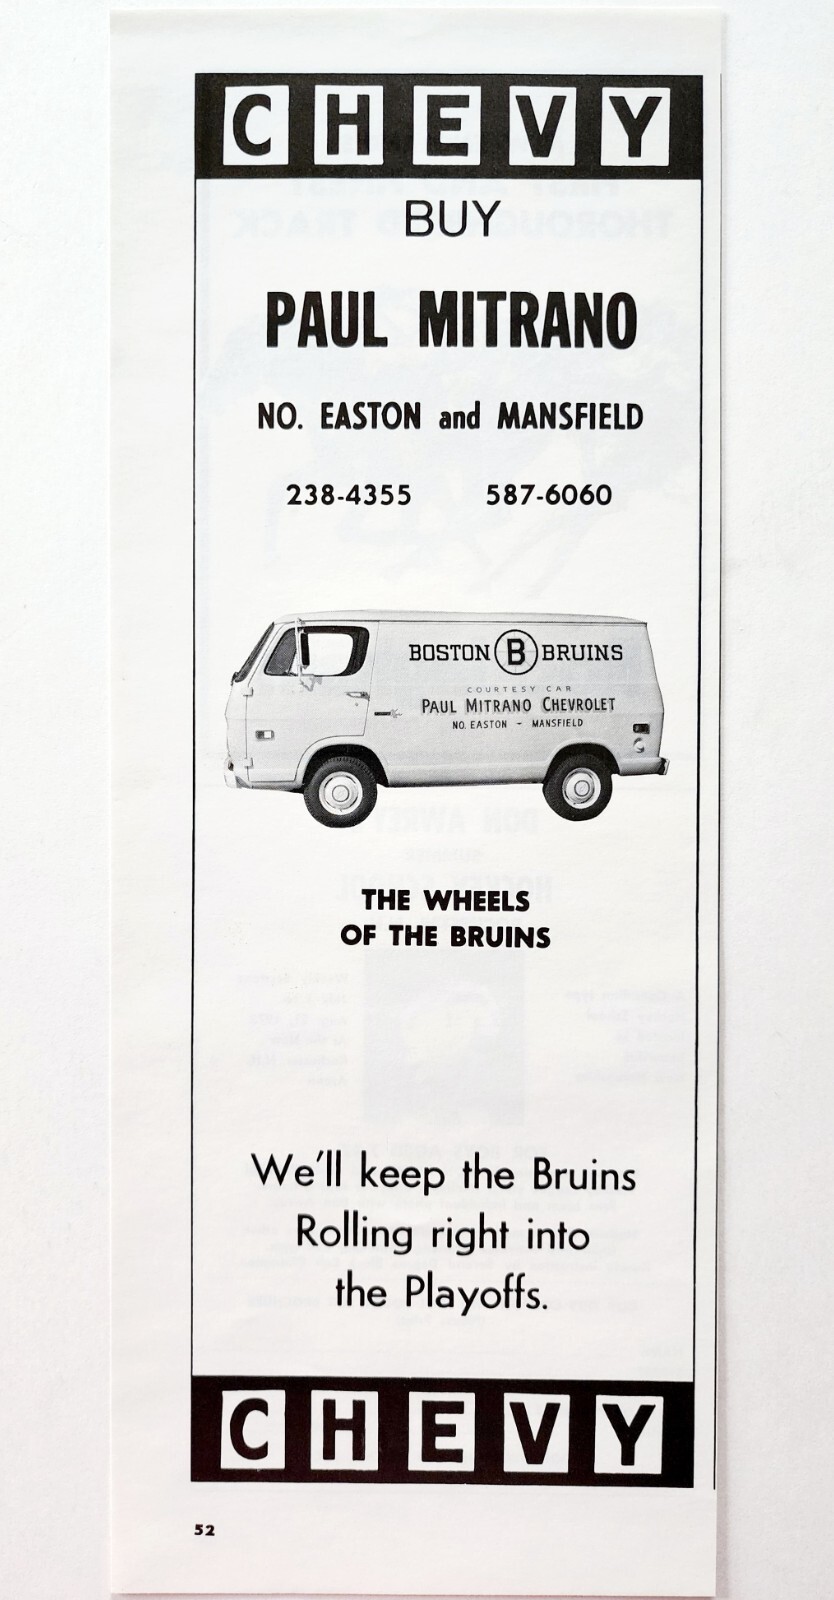 CHEVY
BUY
PAUL MITRANO
NO. EASTON and MANSFIELD
238-4355 587-6060
BOSTON B BRUINS
COURTESY CAR
PAUL MITRANO CHEVROLET
NO. EASTON - MANSFIELD
THE WHEELS
OF THE BRUINS
We'll keep the Bruins
Rolling right into
the Playoffs.
CHEVY
52